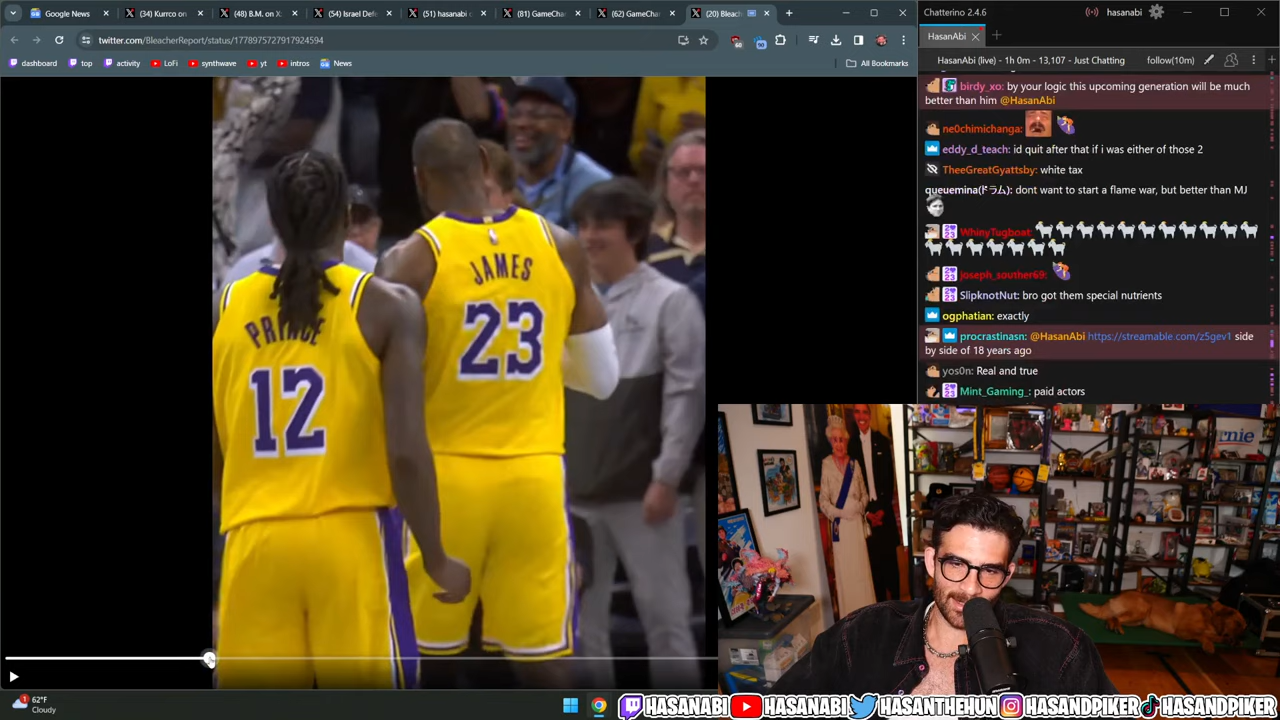 Google News
(34) Kurrco on
(48) B.M. on X
(54) Israel Def
(51) hasanabi
(81) GameCha
(62) GameCha
(20) Bleach
twitter.com/BleacherReport/status/1778975727917924594
dashboard
top
activity
LoFi
synthwave
yt
intros
News
All Bookmarks
JAMES
23
PRINCE
12
62°F
Cloudy
Chatterino 2.4.6
hasanabi
HasanAbi
HasanAbi (live) - 1h 0m - 13,107 - Just Chatting
follow(10m)
birdy_xo: by your logic this upcoming generation will be much
better than him @HasanAbi
ne0chimichanga:
eddy_d_teach: id quit after that if i was either of those 2
TheeGreatGyattsby: white tax
queuemina(ドラム): dont want to start a flame war, but better than MJ
WhinyTugboat:
joseph_souther69:
SlipknotNut: bro got them special nutrients
ogphatian: exactly
procrastinasn: @HasanAbi https://streamable.com/z5gev1 side
by side of 18 years ago
yos0n: Real and true
Mint_Gaming_: paid actors
HASANABI
HASANABI
HASANTHEHUN
HASANDPIKER
HASANDPIKER